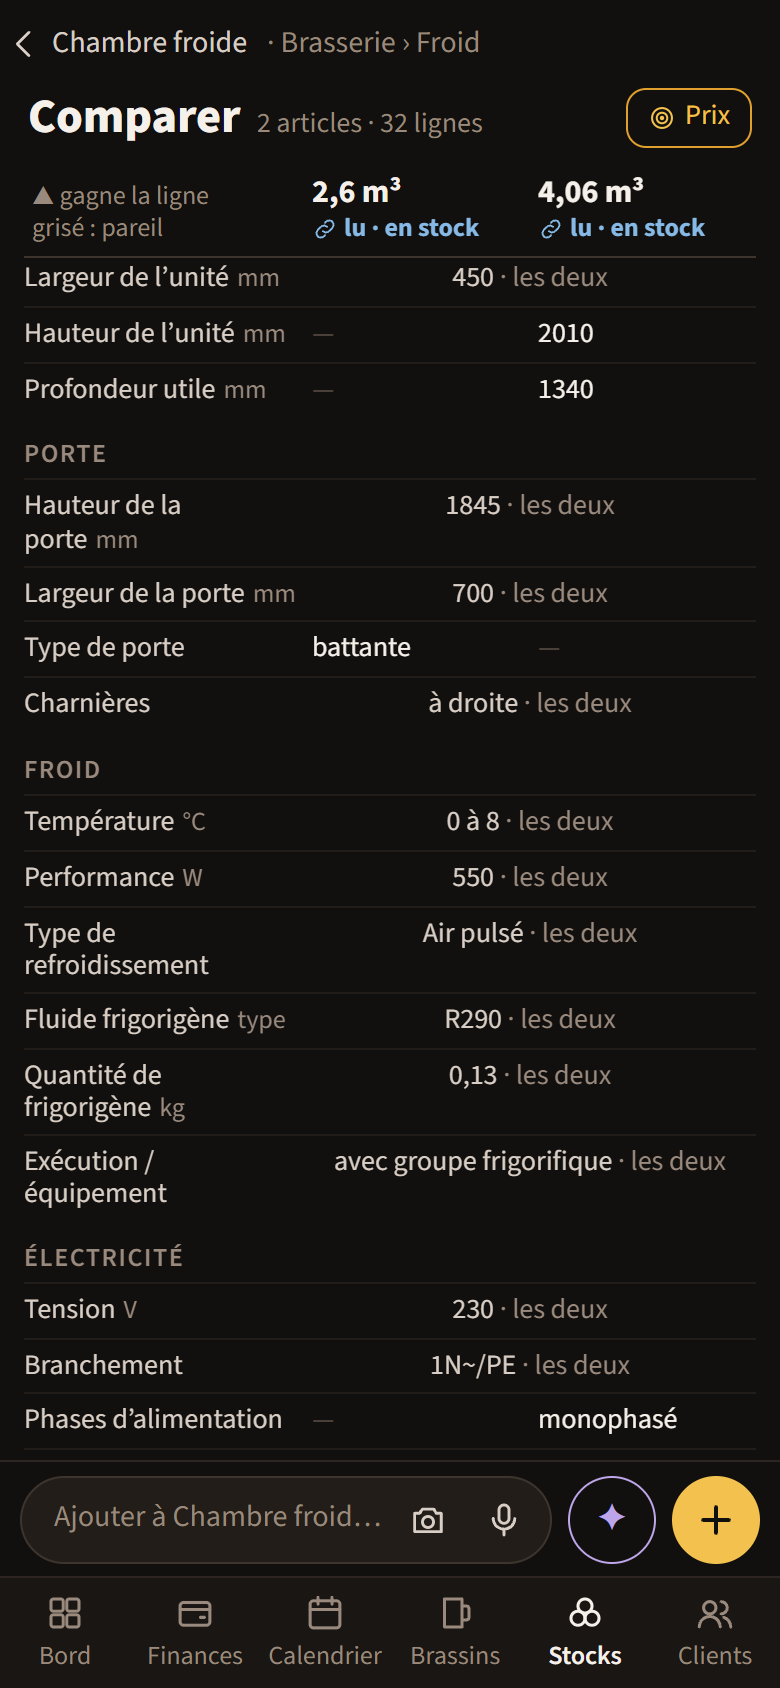 Chambre froide · Brasserie › Froid
Comparer 2 articles · 32 lignes
Prix
▲ gagne la ligne
grisé : pareil
2,6 m³
lu · en stock
4,06 m³
lu · en stock
Largeur de l’unité mm 450 · les deux
Hauteur de l’unité mm — 2010
Profondeur utile mm — 1340
PORTE
Hauteur de la
porte mm
1845 · les deux
Largeur de la porte mm 700 · les deux
Type de porte battante —
Charnières à droite · les deux
FROID
Température °C 0 à 8 · les deux
Performance W 550 · les deux
Type de
refroidissement
Air pulsé · les deux
Fluide frigorigène type R290 · les deux
Quantité de
frigorigène kg
0,13 · les deux
Exécution /
équipement
avec groupe frigorifique · les deux
ÉLECTRICITÉ
Tension V 230 · les deux
Branchement 1N~/PE · les deux
Phases d’alimentation — monophasé
Ajouter à Chambre froid…
Bord Finances Calendrier Brassins Stocks Clients